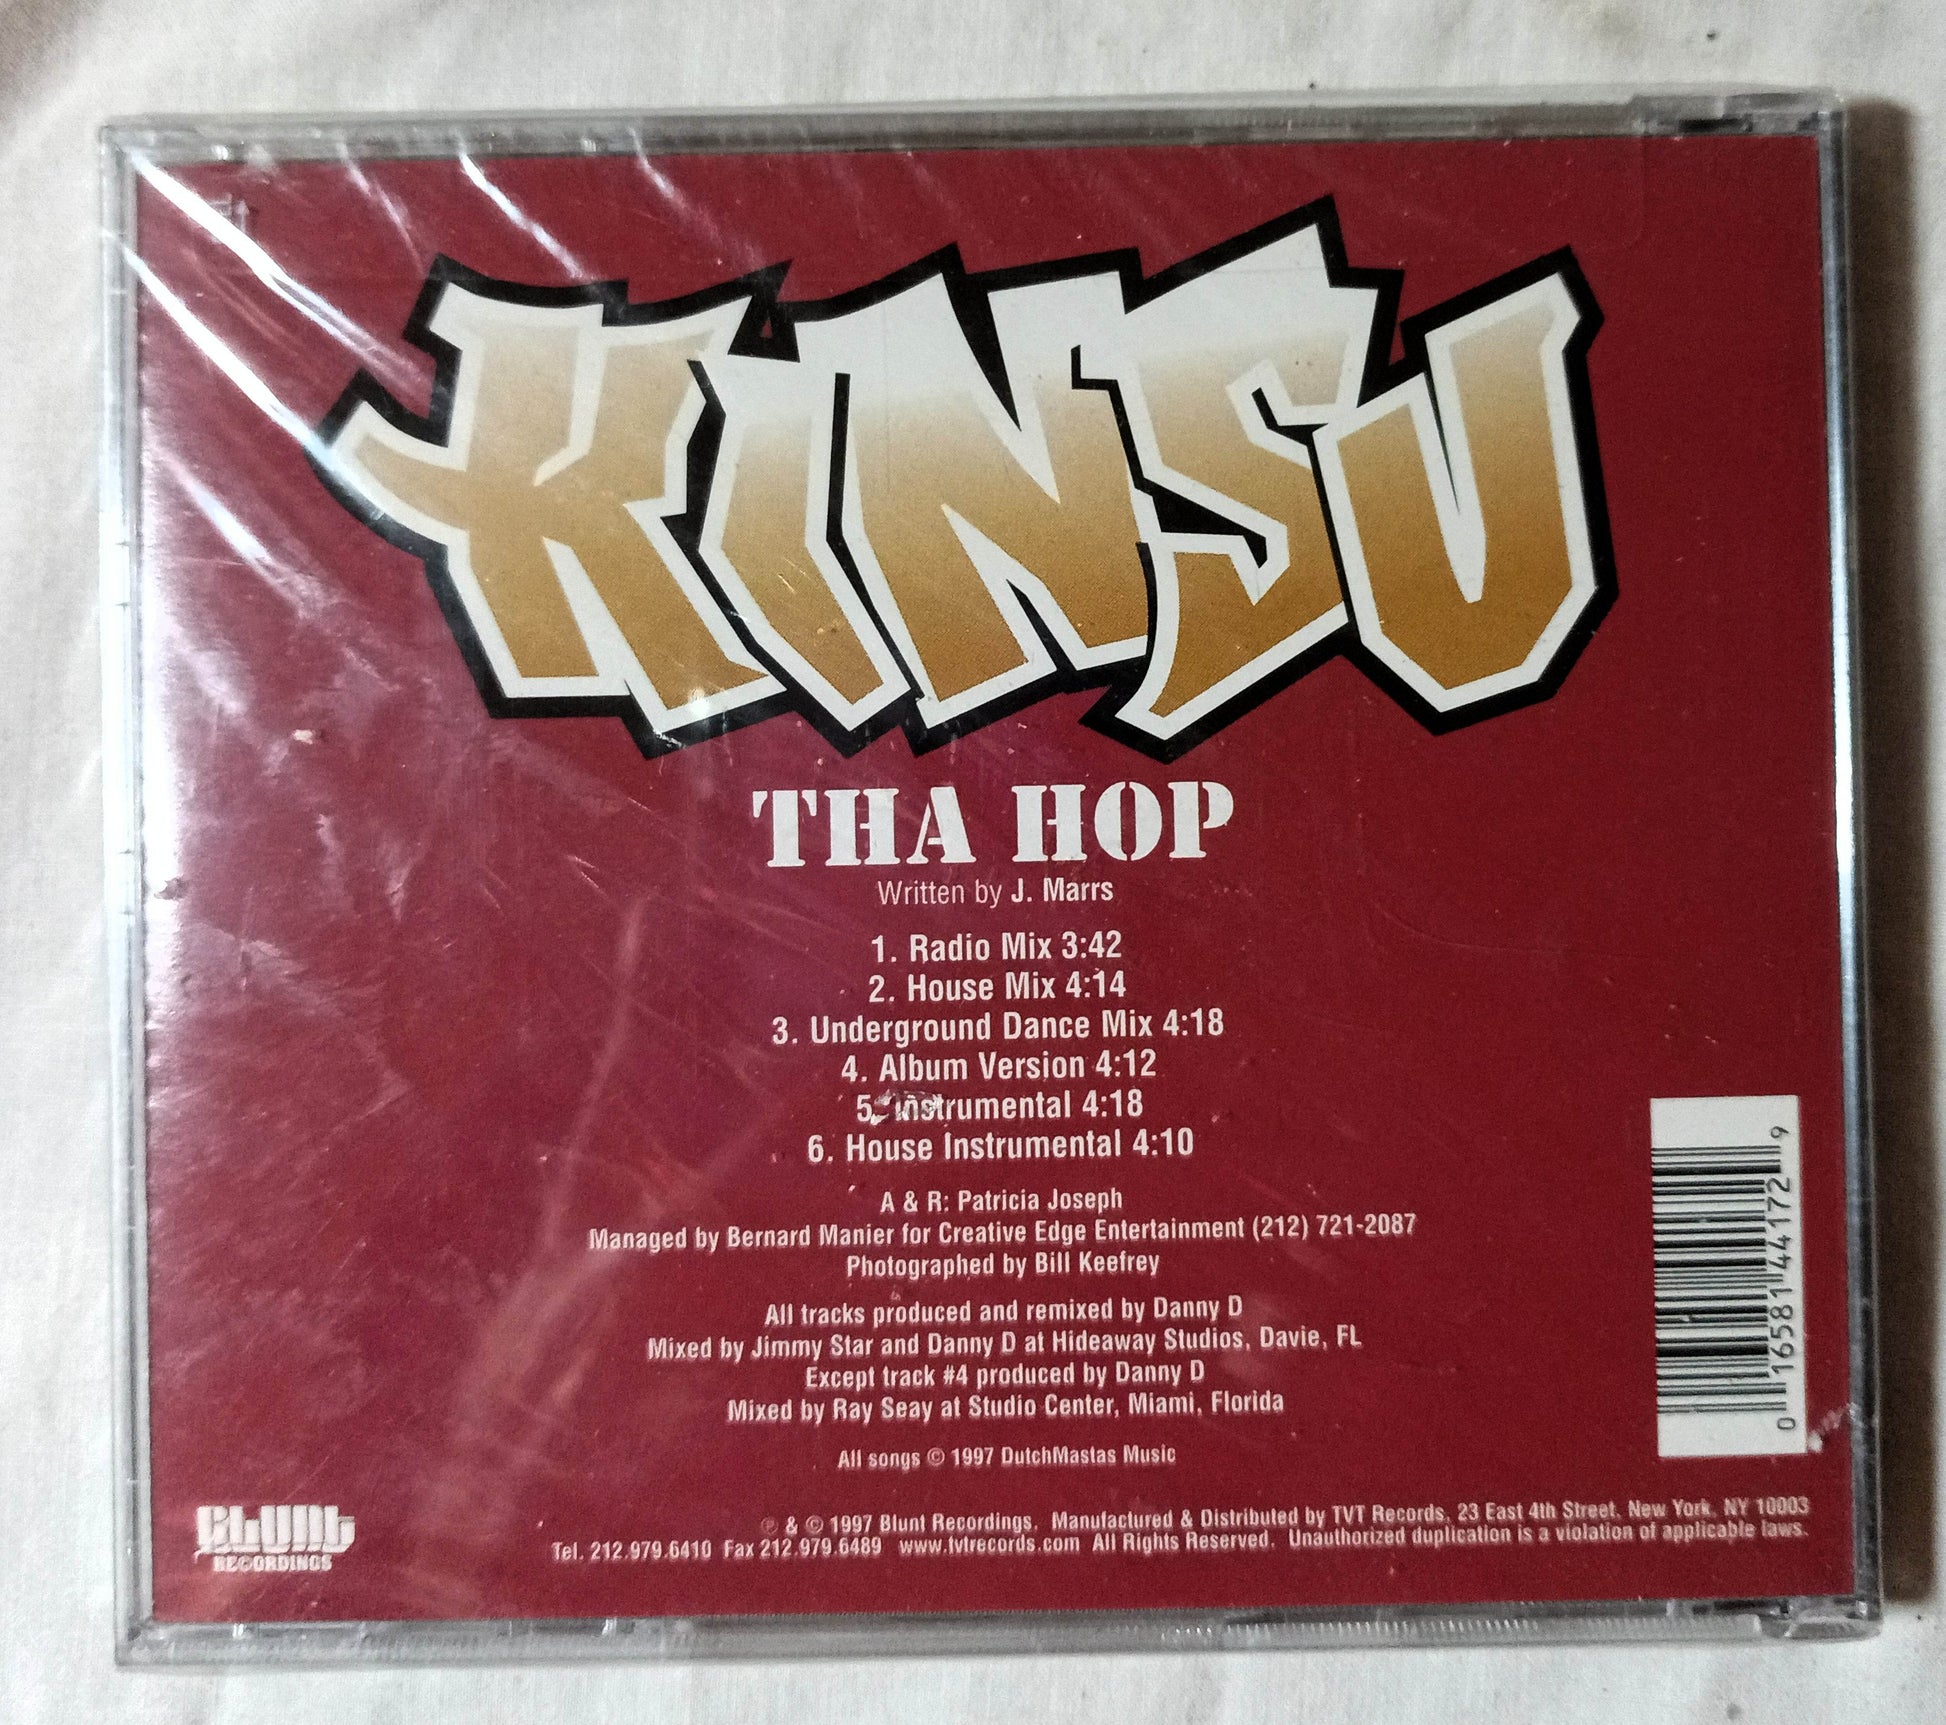 KINSU
THA HOP
Written by J. Marrs
1. Radio Mix 3:42
2. House Mix 4:14
3. Underground Dance Mix 4:18
4. Album Version 4:12
5. Instrumental 4:18
6. House Instrumental 4:10
A & R: Patricia Joseph
Managed by Bernard Manier for Creative Edge Entertainment (212) 721-2087
Photographed by Bill Keefrey
All tracks produced and remixed by Danny D
Mixed by Jimmy Star and Danny D at Hideaway Studios, Davie, FL
Except track #4 produced by Danny D
Mixed by Ray Seay at Studio Center, Miami, Florida
All songs © 1997 DutchMastas Music
0 16581 44172 9
BLUNT
RECORDINGS
℗ & © 1997 Blunt Recordings. Manufactured & Distributed by TVT Records, 23 East 4th Street, New York, NY 10003
Tel. 212.979.6410 Fax 212.979.6489 www.tvtrecords.com All Rights Reserved. Unauthorized duplication is a violation of applicable laws.